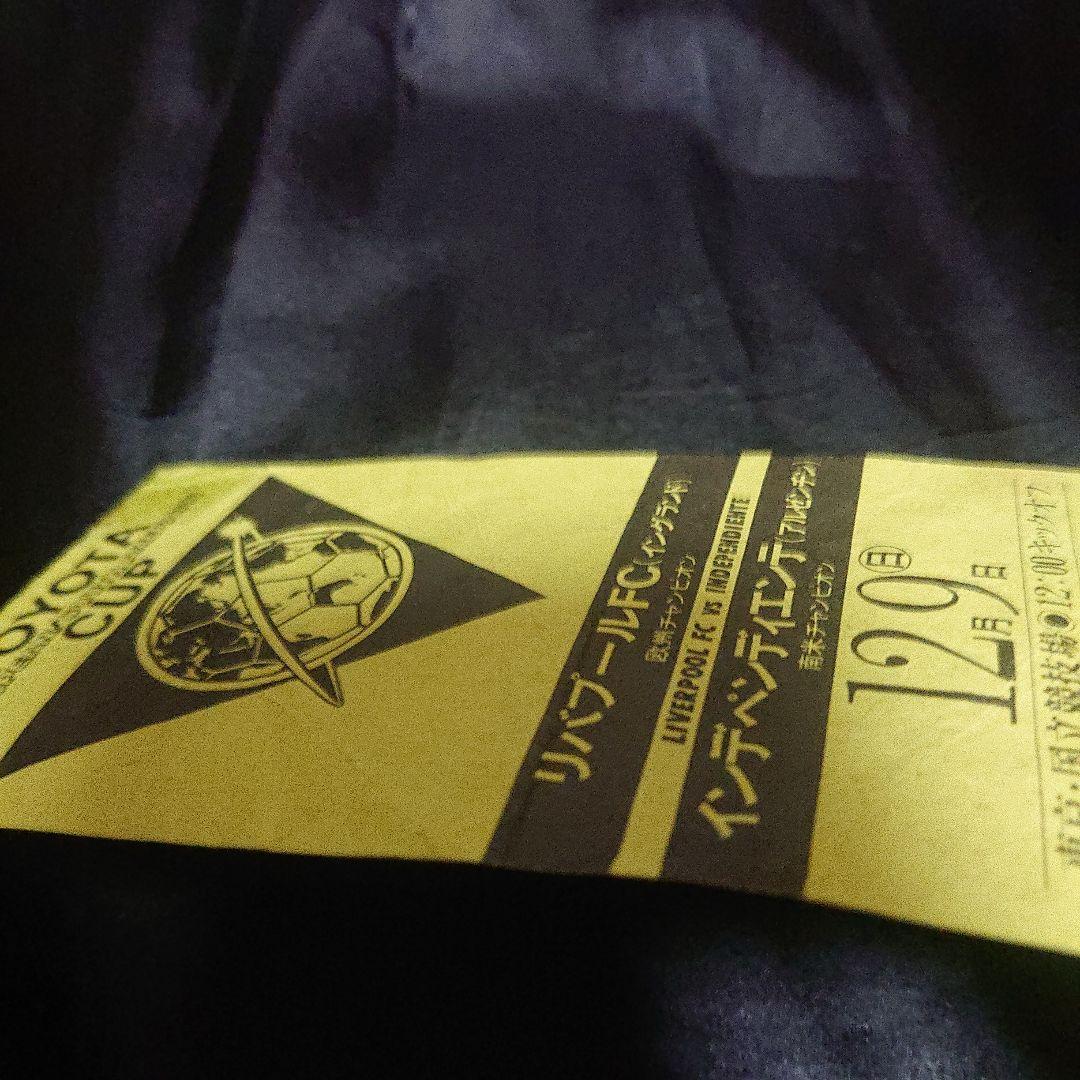 TOYOTA
CUP
リバプールFC(イングランド)
欧州チャンピオン
LIVERPOOL FC VS INDEPENDIENTE
インデペンディエンテ(アルゼンチン
南米チャンピオン
12月9日(日)
東京・国立競技場●12:00キックオフ